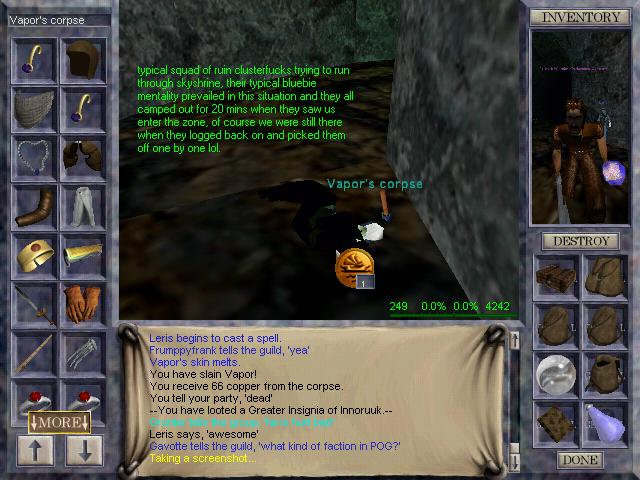 Vapor's corpse
INVENTORY
typical squad of ruin clusterfucks trying to run
through skyshrine, their typical bluebie
mentality prevailed in this situation and they all
camped out for 20 mins when they saw us
enter the zone, of course we were still there
when they logged back on and picked them
off one by one lol.
Vapor's corpse
DESTROY
1
249 0.0% 0.0% 4242
Leris begins to cast a spell.
Frumppyfrank tells the guild, 'yea'
Vapor's skin melts.
You have slain Vapor!
You receive 66 copper from the corpse.
You tell your party, 'dead'
--You have looted a Greater Insignia of Innoruuk.--
Leris says, 'awesome'
Gavotte tells the guild, 'what kind of faction in POG?'
Taking a screenshot...
MORE
DONE